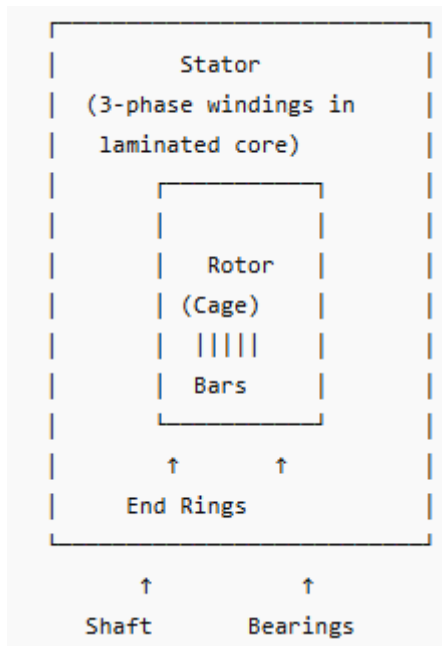 Stator
(3-phase windings in
laminated core)
Rotor
(Cage)
|||||
Bars
↑ ↑
End Rings
↑ ↑
Shaft Bearings